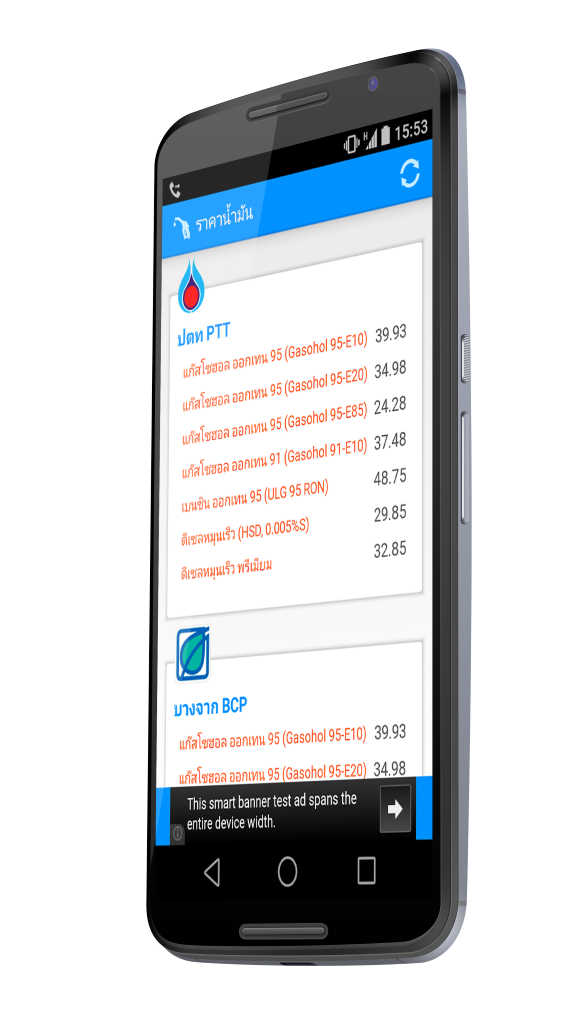 H 15:53
ราคาน้ำมัน
ปตท PTT
แก๊สโซฮอล ออกเทน 95 (Gasohol 95-E10) 39.93
แก๊สโซฮอล ออกเทน 95 (Gasohol 95-E20) 34.98
แก๊สโซฮอล ออกเทน 95 (Gasohol 95-E85) 24.28
แก๊สโซฮอล ออกเทน 91 (Gasohol 91-E10) 37.48
เบนซิน ออกเทน 95 (ULG 95 RON) 48.75
ดีเซลหมุนเร็ว (HSD, 0.005%S) 29.85
ดีเซลหมุนเร็ว พรีเมียม 32.85
บางจาก BCP
แก๊สโซฮอล ออกเทน 95 (Gasohol 95-E10) 39.93
แก๊สโซฮอล ออกเทน 95 (Gasohol 95-E20) 34.98
This smart banner test ad spans the
entire device width.